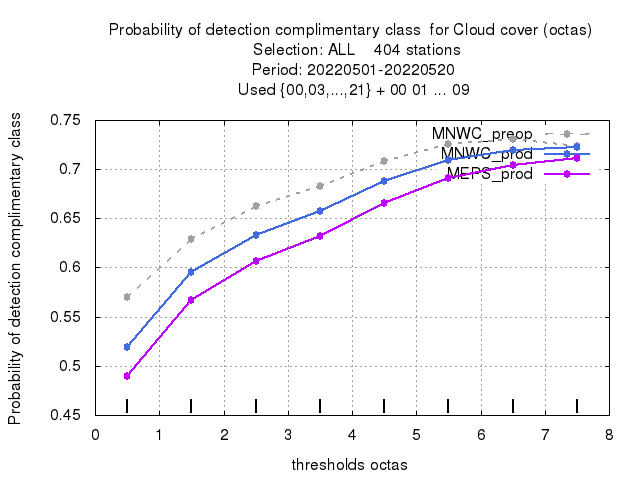 Probability of detection complimentary class for Cloud cover (octas)
Selection: ALL 404 stations
Period: 20220501-20220520
Used {00,03,...,21} + 00 01 ... 09
Probability of detection complimentary class
0.75
0.7
0.65
0.6
0.55
0.5
0.45
MNWC_preop
MNWC_prod
MEPS_prod
0 1 2 3 4 5 6 7 8
thresholds octas